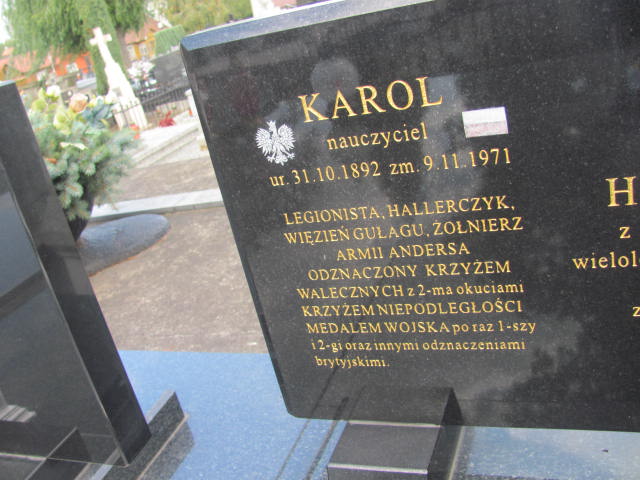 KAROL
nauczyciel
ur. 31.10.1892 zm. 9.11.1971
LEGIONISTA, HALLERCZYK,
WIĘZIEŃ GUŁAGU, ŻOŁNIERZ
ARMII ANDERSA
ODZNACZONY KRZYŻEM
WALECZNYCH z 2-ma okuciami
KRZYŻEM NIEPODLEGŁOŚCI
MEDALEM WOJSKA po raz 1-szy
i 2-gi oraz innymi odznaczeniami
brytyjskimi.
H
z
wielol
z